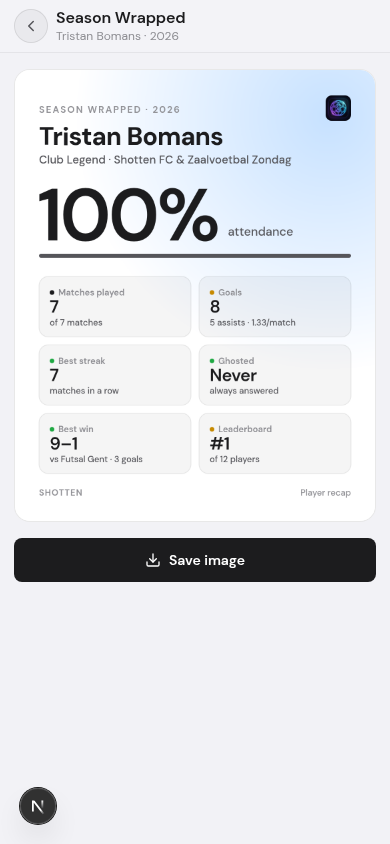 Season Wrapped
Tristan Bomans · 2026
SEASON WRAPPED · 2026
Tristan Bomans
Club Legend · Shotten FC & Zaalvoetbal Zondag
100% attendance
Matches played
7
of 7 matches
Goals
8
5 assists · 1.33/match
Best streak
7
matches in a row
Ghosted
Never
always answered
Best win
9–1
vs Futsal Gent · 3 goals
Leaderboard
#1
of 12 players
SHOTTEN
Player recap
Save image
N